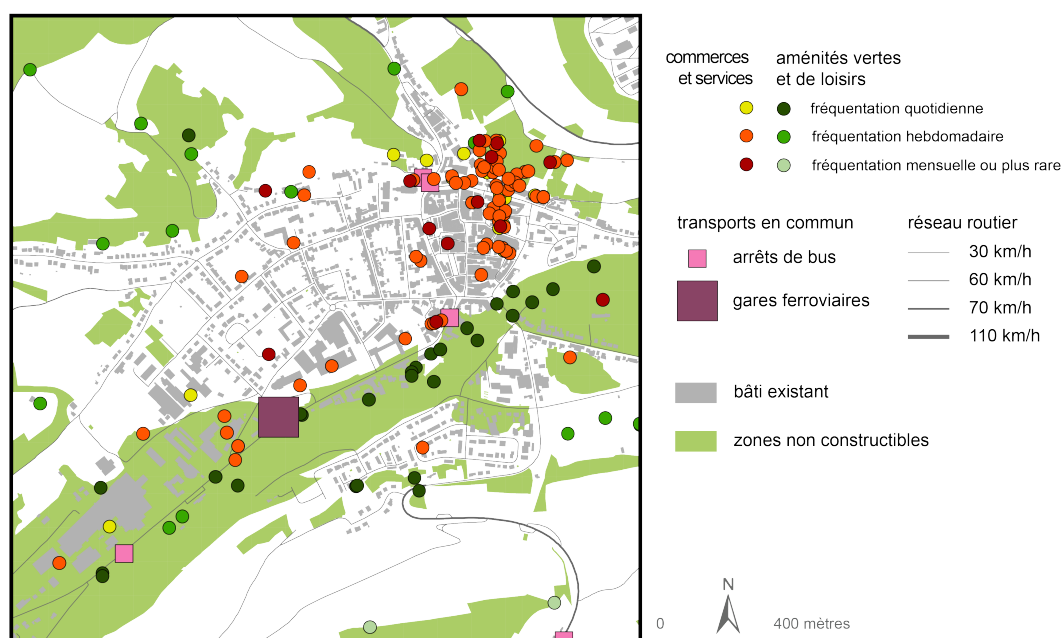 commerces
et services
aménités vertes
et de loisirs
fréquentation quotidienne
fréquentation hebdomadaire
fréquentation mensuelle ou plus rare
transports en commun
arrêts de bus
gares ferroviaires
réseau routier
30 km/h
60 km/h
70 km/h
110 km/h
bâti existant
zones non constructibles
N
0
400 mètres